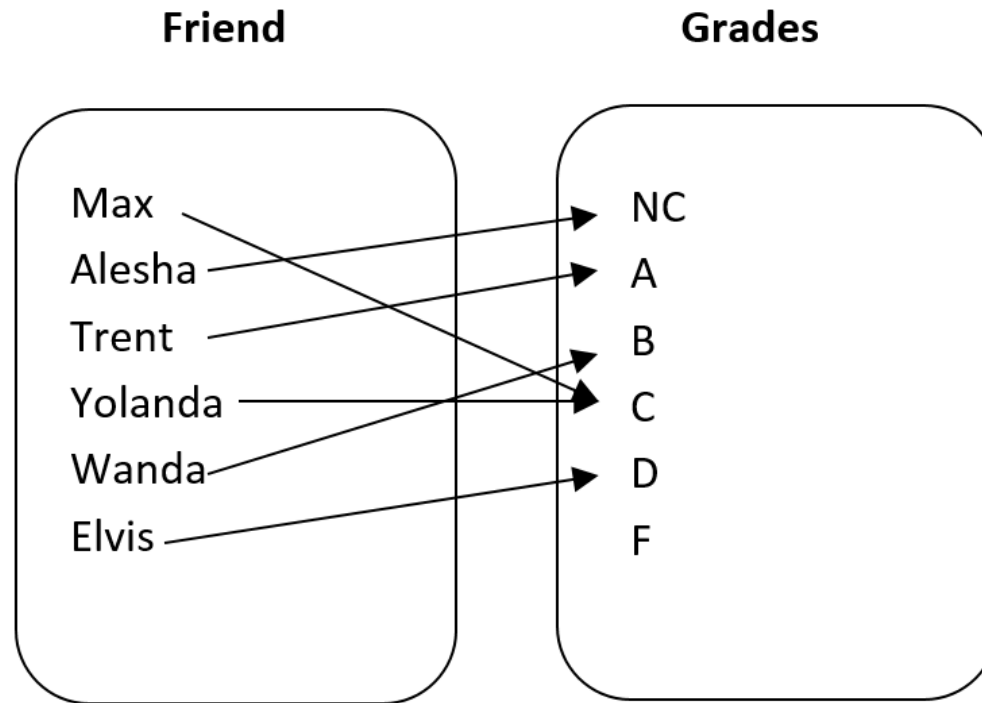 Friend
Grades
Max
Alesha
Trent
Yolanda
Wanda
Elvis
NC
A
B
C
D
F